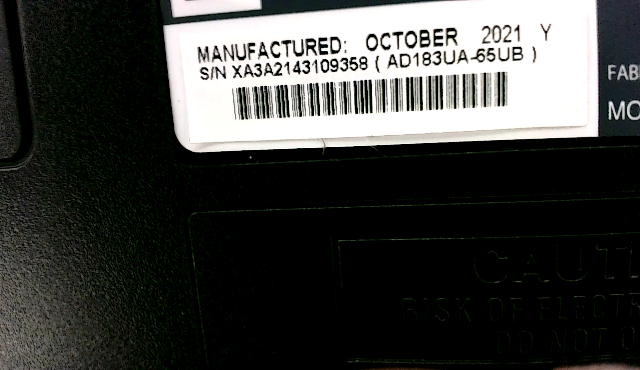 MANUFACTURED: OCTOBER 2021 Y
S/N XA3A2143109358 ( AD183UA-65UB )
FAB
MO
CAUTI
RISK OF ELECTR
DO NOT O